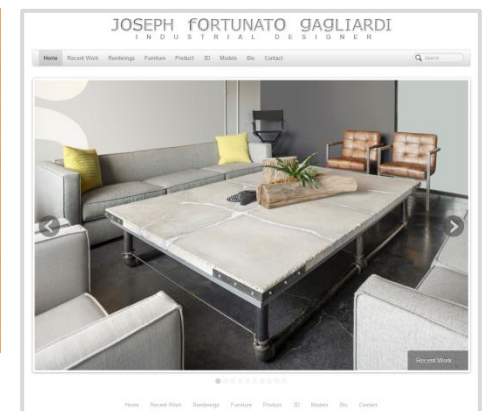 JOSEPH FORTUNATO GAGLIARDI
INDUSTRIAL DESIGNER
Home Recent Work Renderings Furniture Product 3D Models Bio Contact Search
Recent Work
Home Recent Work Renderings Furniture Product 3D Models Bio Contact